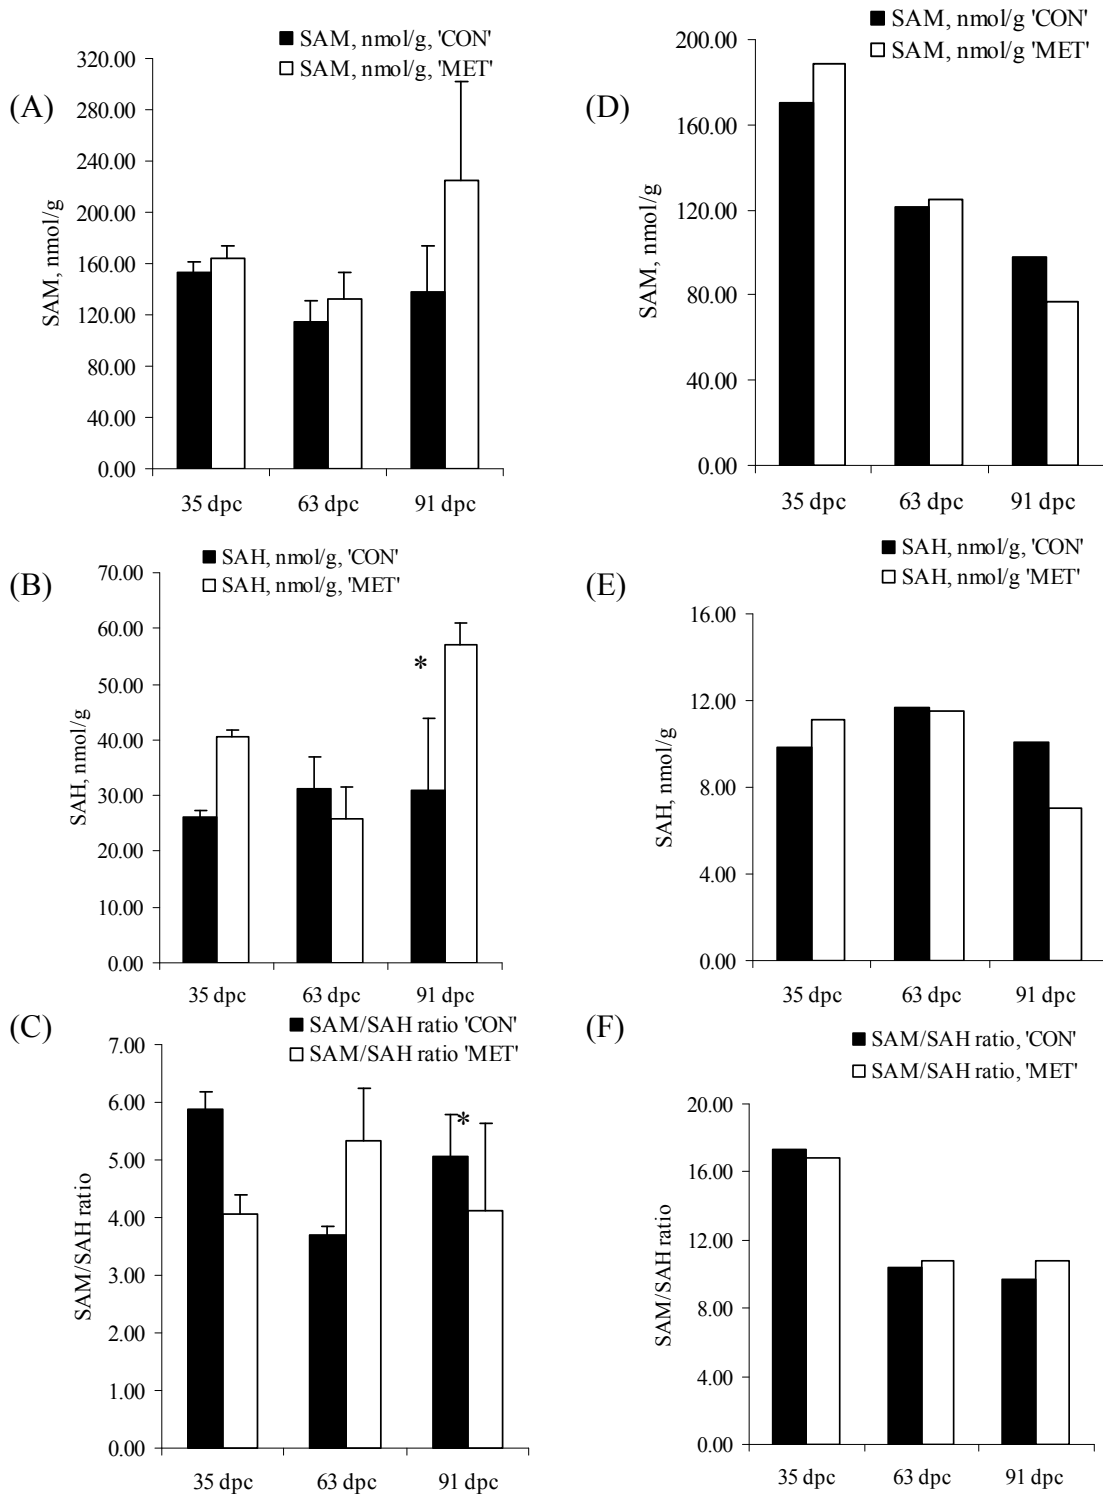 (A)
■ SAM, nmol/g, 'CON'
□ SAM, nmol/g, 'MET'
SAM, nmol/g
320.00
280.00
240.00
200.00
160.00
120.00
80.00
40.00
0.00
35 dpc 63 dpc 91 dpc
(D)
■ SAM, nmol/g 'CON'
□ SAM, nmol/g 'MET'
SAM, nmol/g
200.00
160.00
120.00
80.00
40.00
0.00
35 dpc 63 dpc 91 dpc
(B)
■ SAH, nmol/g, 'CON'
□ SAH, nmol/g, 'MET'
SAH, nmol/g
70.00
60.00
50.00
40.00
30.00
20.00
10.00
0.00
*
35 dpc 63 dpc 91 dpc
(E)
■ SAH, nmol/g, 'CON'
□ SAH, nmol/g 'MET'
SAH, nmol/g
16.00
12.00
8.00
4.00
0.00
35 dpc 63 dpc 91 dpc
(C)
■ SAM/SAH ratio 'CON'
□ SAM/SAH ratio 'MET'
SAM/SAH ratio
7.00
6.00
5.00
4.00
3.00
2.00
1.00
0.00
*
35 dpc 63 dpc 91 dpc
(F)
■ SAM/SAH ratio, 'CON'
□ SAM/SAH ratio, 'MET'
SAM/SAH ratio
20.00
16.00
12.00
8.00
4.00
0.00
35 dpc 63 dpc 91 dpc